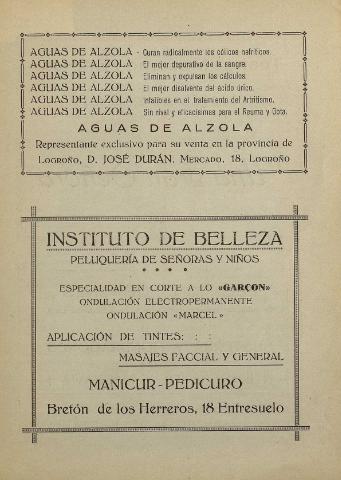 AGUAS DE ALZOLA - Curan radicalmente los cólicos nefríticos.
AGUAS DE ALZOLA - El mejor depurativo de la sangre.
AGUAS DE ALZOLA - Eliminan y expulsan los cálculos.
AGUAS DE ALZOLA - El mejor disolvente del ácido úrico.
AGUAS DE ALZOLA - Infalibles en el tratamiento del Artritismo.
AGUAS DE ALZOLA - Sin nivel y eficacísimas para el Reuma y Gota.
AGUAS DE ALZOLA
Representante exclusivo para su venta en la provincia de
LOGROÑO, D. JOSÉ DURÁN, MERCADO, 18, LOGROÑO
INSTITUTO DE BELLEZA
PELUQUERÍA DE SEÑORAS Y NIÑOS
ESPECIALIDAD EN CORTE A LO «GARÇON»
ONDULACIÓN ELECTROPERMANENTE
ONDULACIÓN «MARCEL»
APLICACIÓN DE TINTES: : :
MASAJES FACCIAL Y GENERAL
MANICUR-PEDICURO
Bretón de los Herreros, 18 Entresuelo